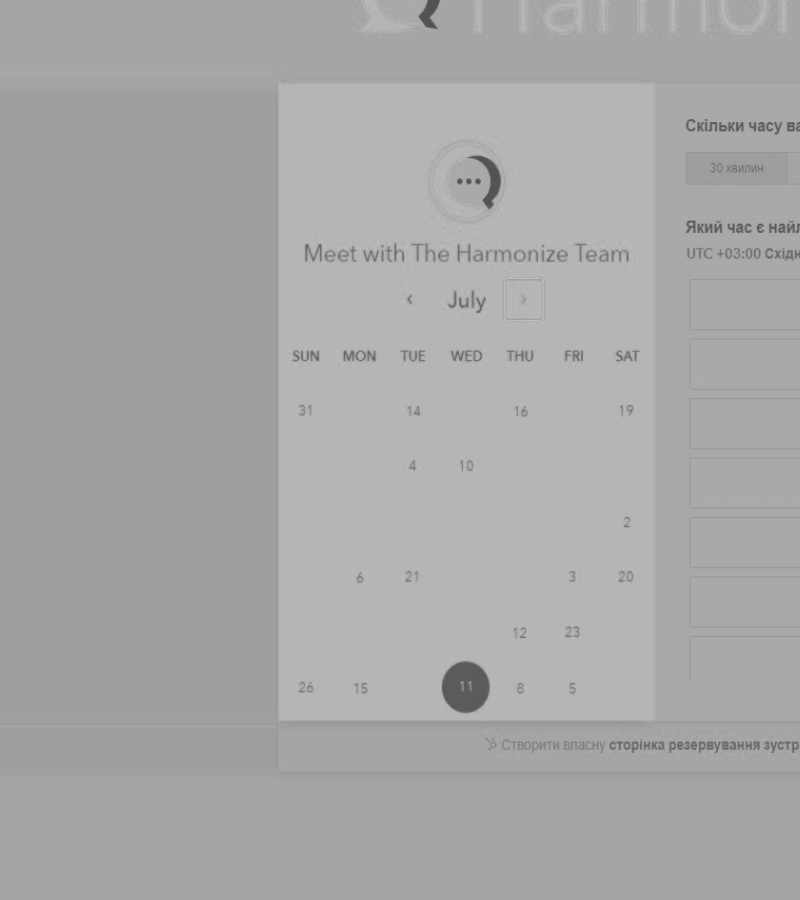 Harmon
Meet with The Harmonize Team
‹ July ›
SUN MON TUE WED THU FRI SAT
31 14 16 19
4 10
2
6 21 3 20
12 23
26 15 11 8 5
Скільки часу ва
30 хвилин
Який час є найл
UTC +03:00 Східн
Створити власну сторінка резервування зустр